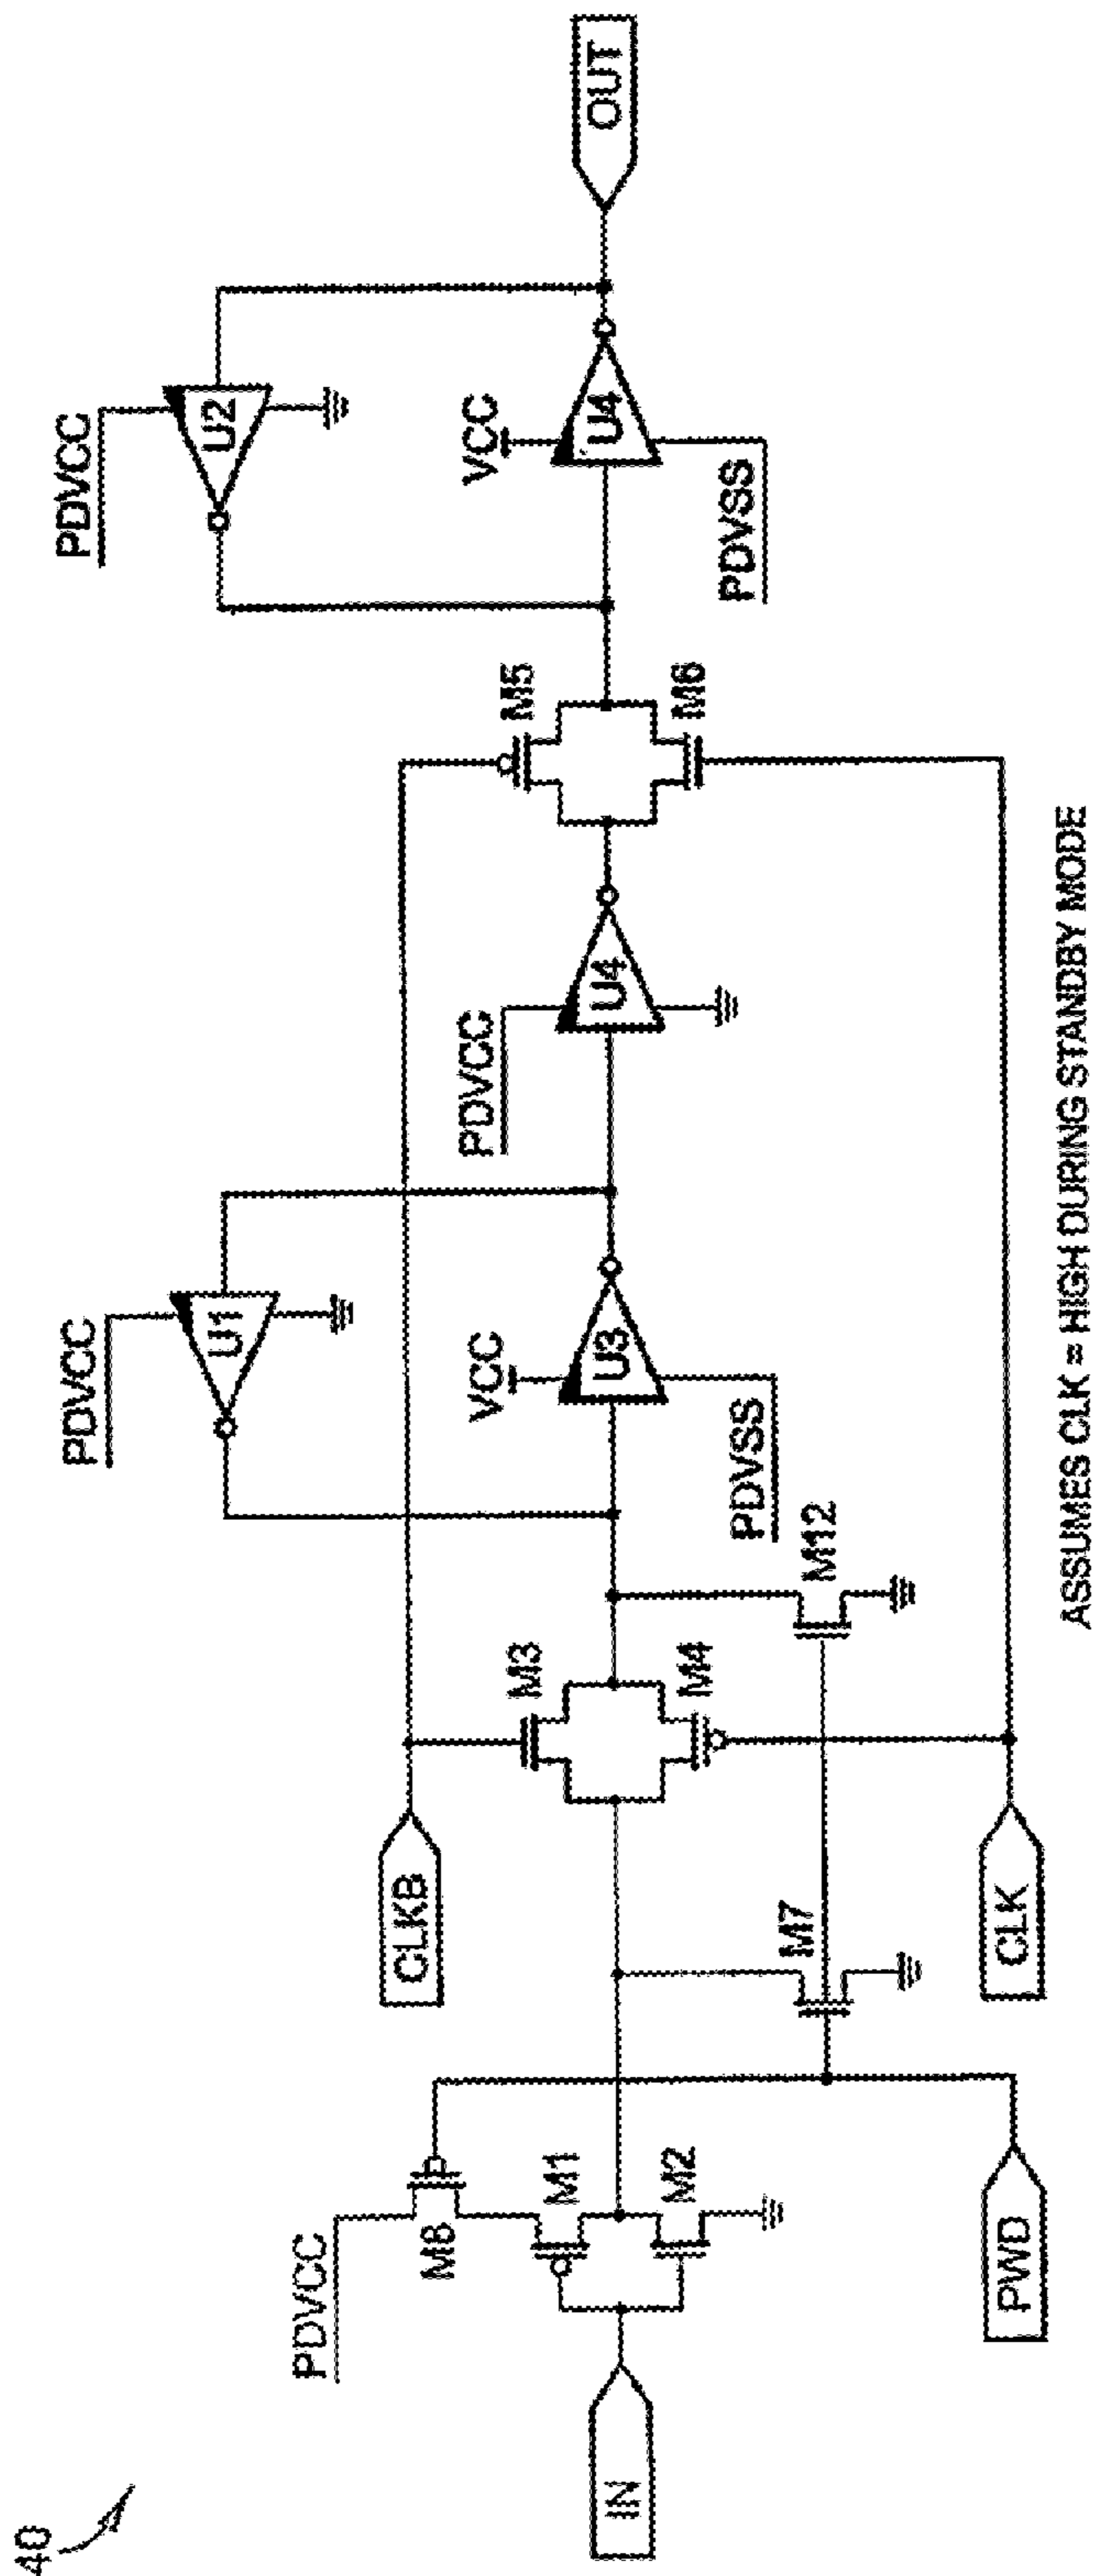 40
PDVCC
PDVCC
PDVCC
M8
CLKB
M1
M3
VCC
U1
PDVCC
M5
VCC
U2
IN
M2
M4
U3
U4
U4
OUT
M7
M12
PDVSS
M6
PDVSS
PWD
CLK
ASSUMES CLK = HIGH DURING STANDBY MODE